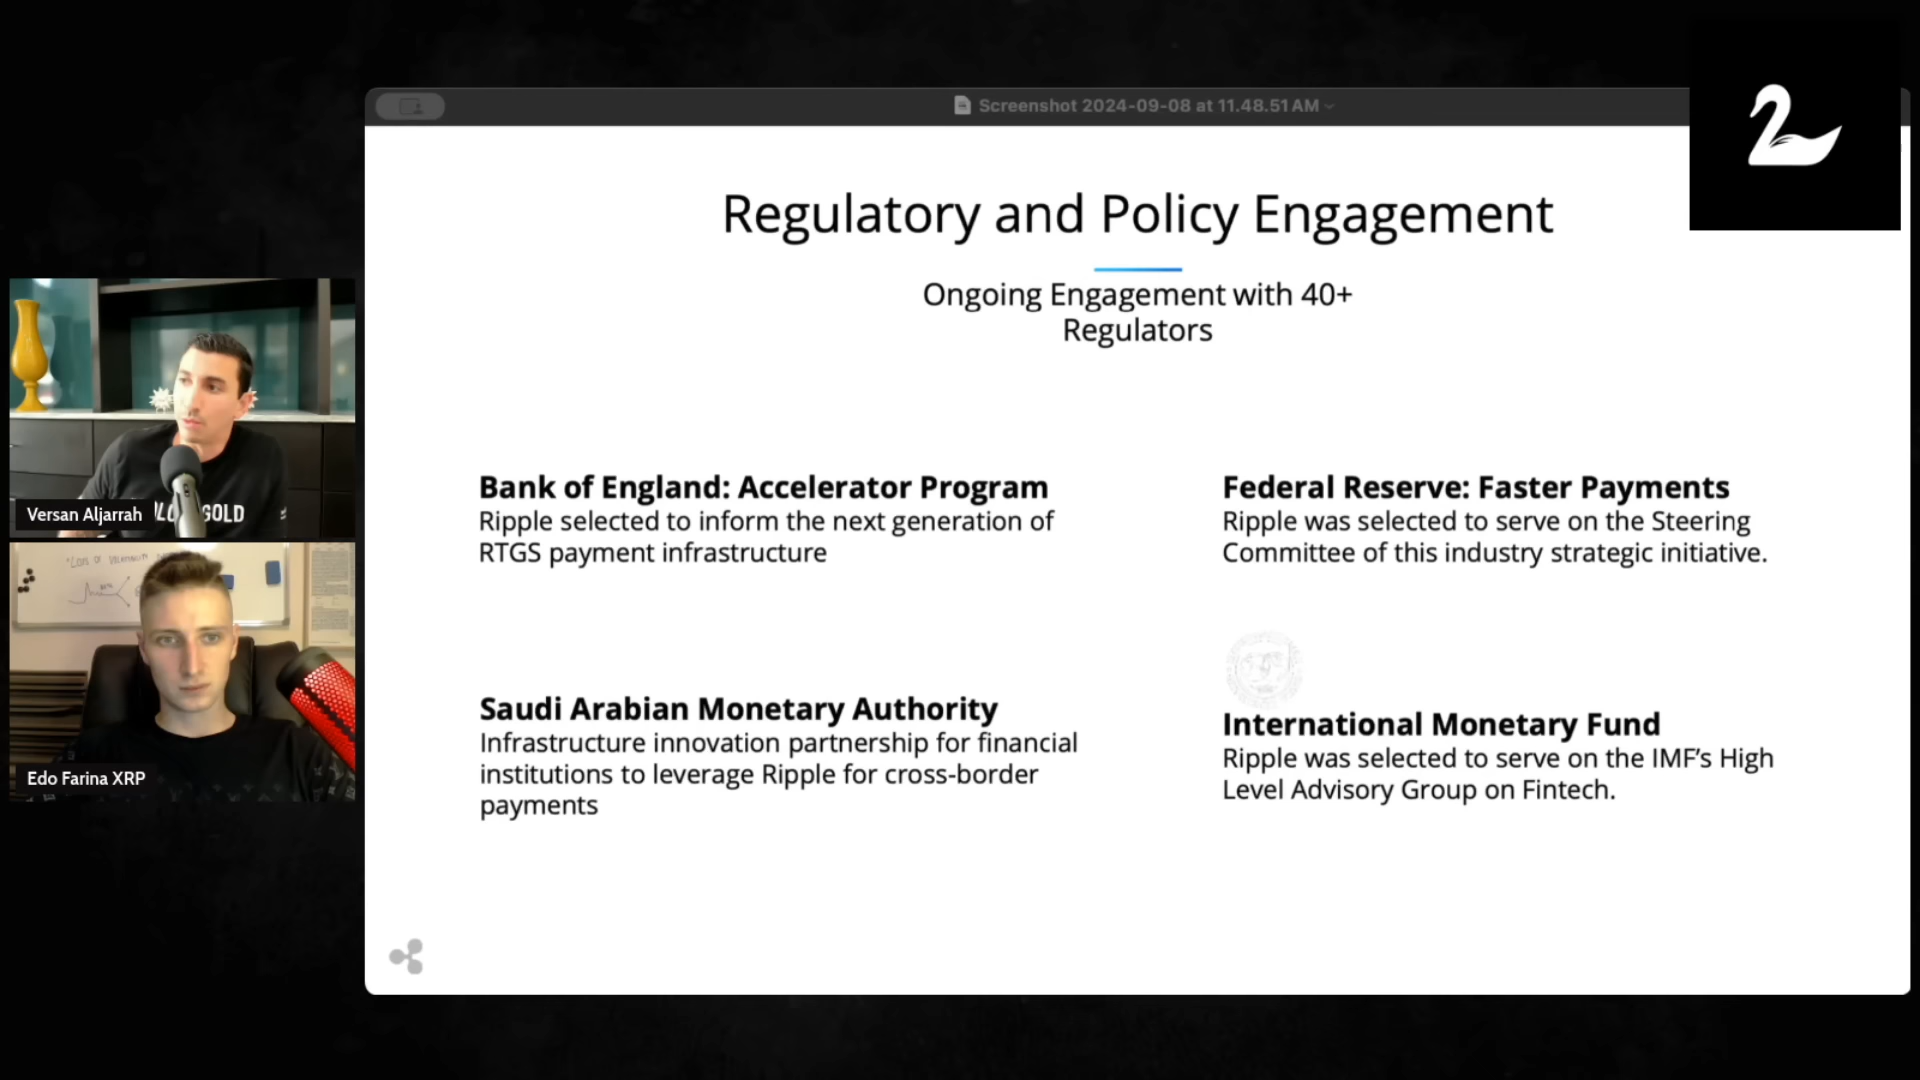 Screenshot 2024-09-08 at 11.48.51 AM
Regulatory and Policy Engagement
Ongoing Engagement with 40+
Regulators
Bank of England: Accelerator Program
Ripple selected to inform the next generation of
RTGS payment infrastructure
Federal Reserve: Faster Payments
Ripple was selected to serve on the Steering
Committee of this industry strategic initiative.
Saudi Arabian Monetary Authority
Infrastructure innovation partnership for financial
institutions to leverage Ripple for cross-border
payments
International Monetary Fund
Ripple was selected to serve on the IMF’s High
Level Advisory Group on Fintech.
GOLD
Versan Aljarrah
"Loss of
Edo Farina XRP